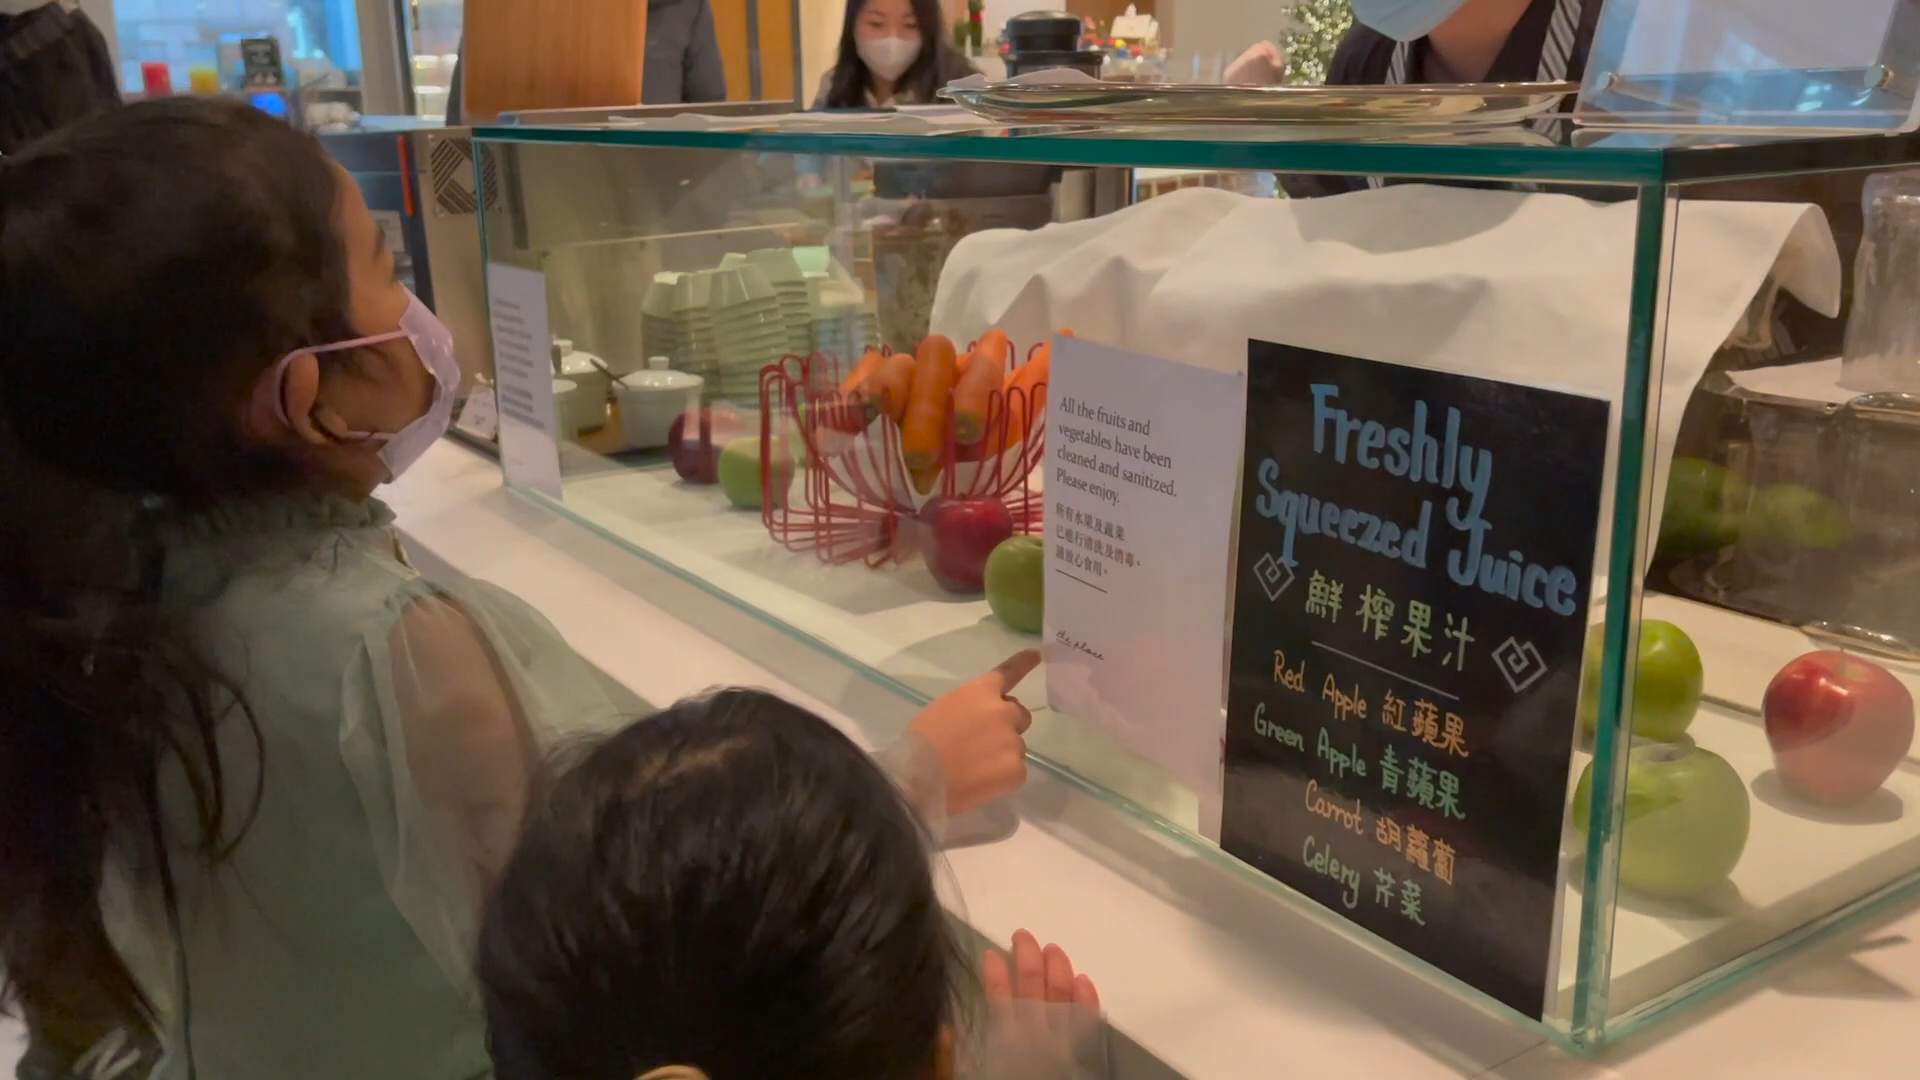 All the fruits and
vegetables have been
cleaned and sanitized.
Please enjoy.
所有水果及蔬菜
已進行清洗及消毒。
請放心食用。
the place
Freshly
Squeezed Juice
鮮榨果汁
Red Apple 紅蘋果
Green Apple 青蘋果
Carrot 胡蘿蔔
Celery 芹菜